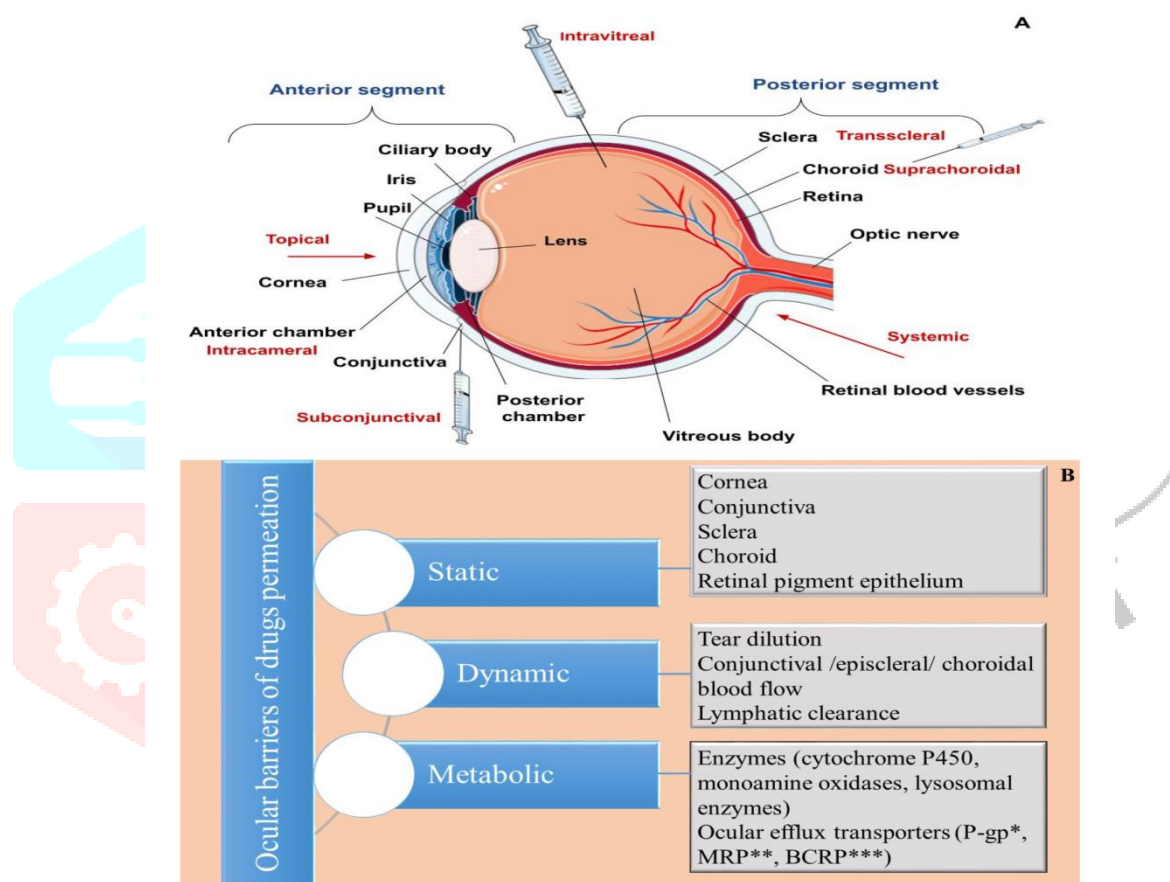 A
Intravitreal
Anterior segment
Posterior segment
Sclera Transscleral
Ciliary body
Choroid Suprachoroidal
Iris
Retina
Pupil
Optic nerve
Topical
Lens
Cornea
Anterior chamber
Intracameral
Systemic
Conjunctiva
Retinal blood vessels
Posterior
chamber
Subconjunctival
Vitreous body
B
Ocular barriers of drugs permeation
Static
Cornea
Conjunctiva
Sclera
Choroid
Retinal pigment epithelium
Dynamic
Tear dilution
Conjunctival /episcleral/ choroidal
blood flow
Lymphatic clearance
Metabolic
Enzymes (cytochrome P450,
monoamine oxidases, lysosomal
enzymes)
Ocular efflux transporters (P-gp*,
MRP**, BCRP***)